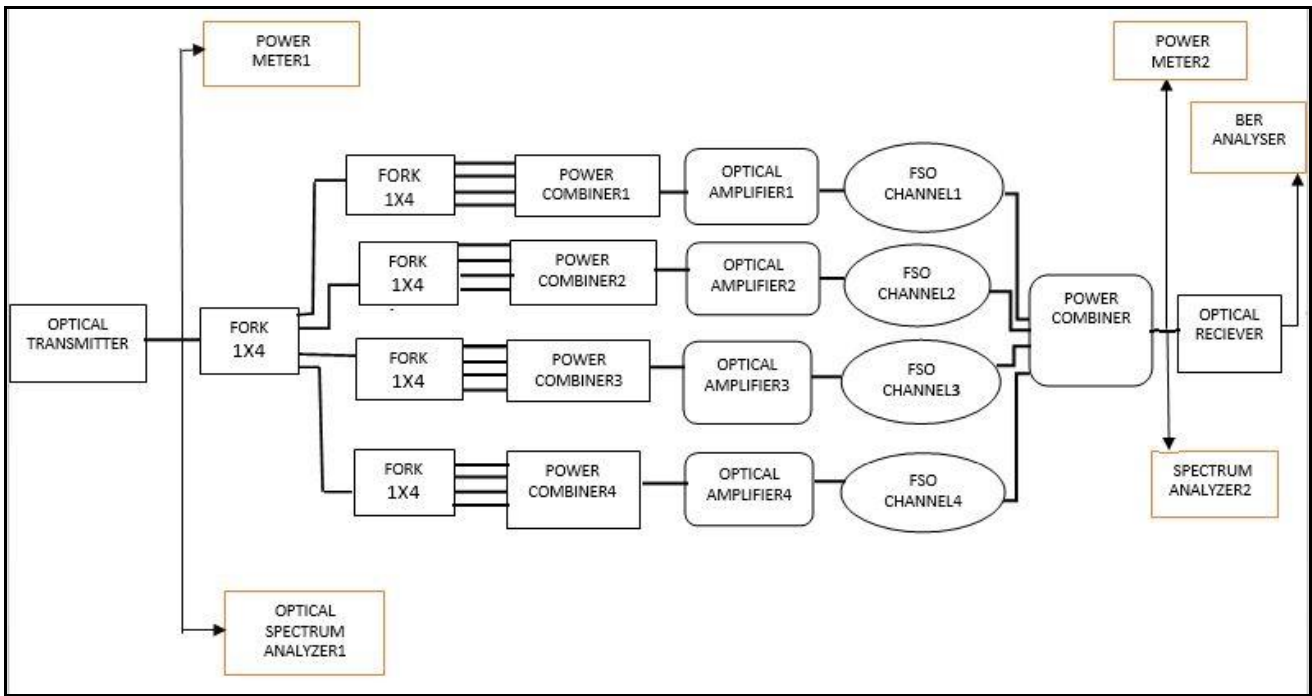 POWER
METER1
POWER
METER2
BER
ANALYSER
FORK
1X4
POWER
COMBINER1
OPTICAL
AMPLIFIER1
FSO
CHANNEL1
FORK
1X4
POWER
COMBINER2
OPTICAL
AMPLIFIER2
FSO
CHANNEL2
OPTICAL
TRANSMITTER
FORK
1X4
POWER
COMBINER
OPTICAL
RECIEVER
FORK
1X4
POWER
COMBINER3
OPTICAL
AMPLIFIER3
FSO
CHANNEL3
FORK
1X4
POWER
COMBINER4
OPTICAL
AMPLIFIER4
FSO
CHANNEL4
SPECTRUM
ANALYZER2
OPTICAL
SPECTRUM
ANALYZER1